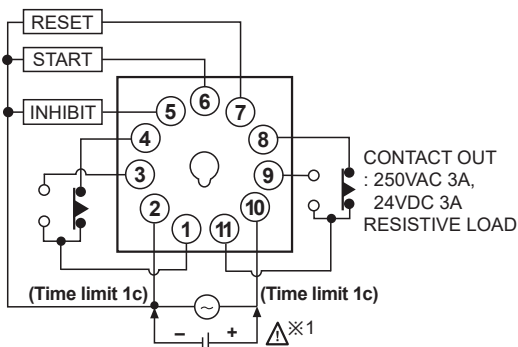 RESET
START
INHIBIT
6
5
7
4
8
3
9
2
10
1
11
CONTACT OUT
: 250VAC 3A,
24VDC 3A
RESISTIVE LOAD
(Time limit 1c)
(Time limit 1c)
− +
※1